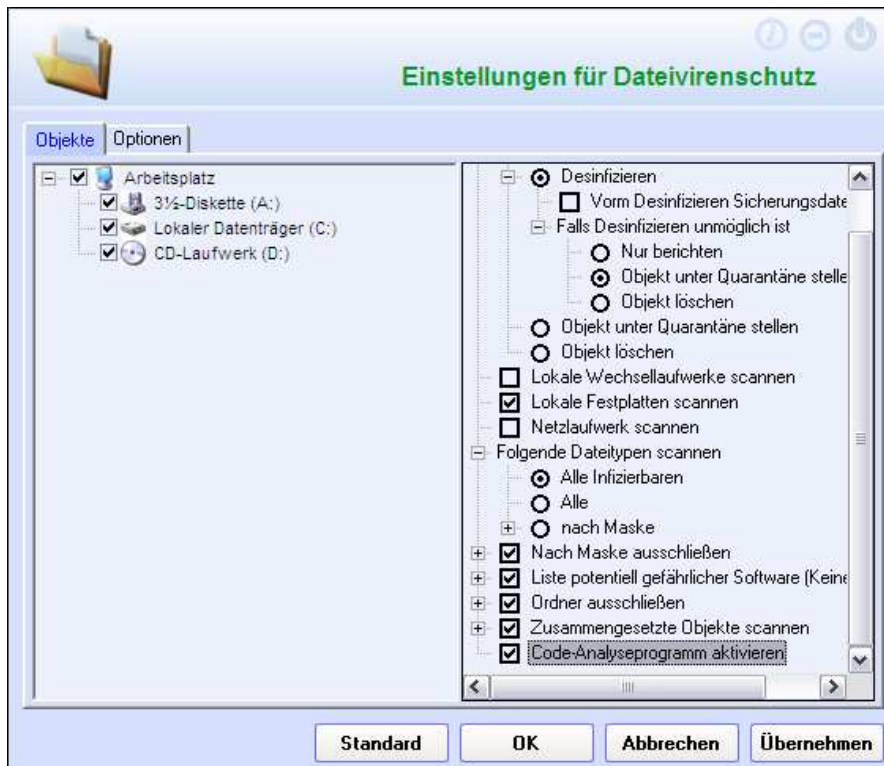 Einstellungen für Dateivirenschutz
Objekte
Optionen
Arbeitsplatz
3½-Diskette (A:)
Lokaler Datenträger (C:)
CD-Laufwerk (D:)
Desinfizieren
Vorm Desinfizieren Sicherungsdate
Falls Desinfizieren unmöglich ist
Nur berichten
Objekt unter Quarantäne stelle
Objekt löschen
Objekt unter Quarantäne stellen
Objekt löschen
Lokale Wechsellaufwerke scannen
Lokale Festplatten scannen
Netzlaufwerk scannen
Folgende Dateitypen scannen
Alle Infizierbaren
Alle
nach Maske
Nach Maske ausschließen
Liste potentiell gefährlicher Software (Keine
Ordner ausschließen
Zusammengesetzte Objekte scannen
Code-Analyseprogramm aktivieren
Standard
OK
Abbrechen
Übernehmen